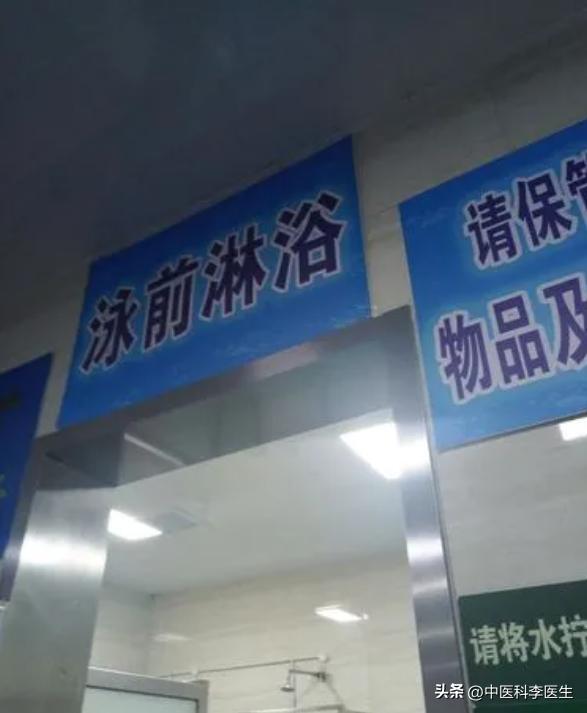 泳前淋浴
请保管
物品及
请将水拧
头条 @中医科李医生